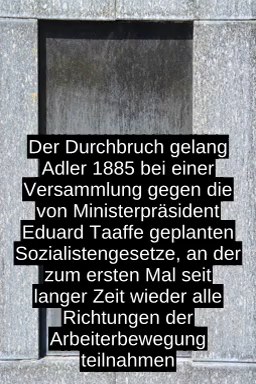 Der Durchbruch gelang
Adler 1885 bei einer
Versammlung gegen die
von Ministerpräsident
Eduard Taaffe geplanten
Sozialistengesetze, an der
zum ersten Mal seit
langer Zeit wieder alle
Richtungen der
Arbeiterbewegung
teilnahmen